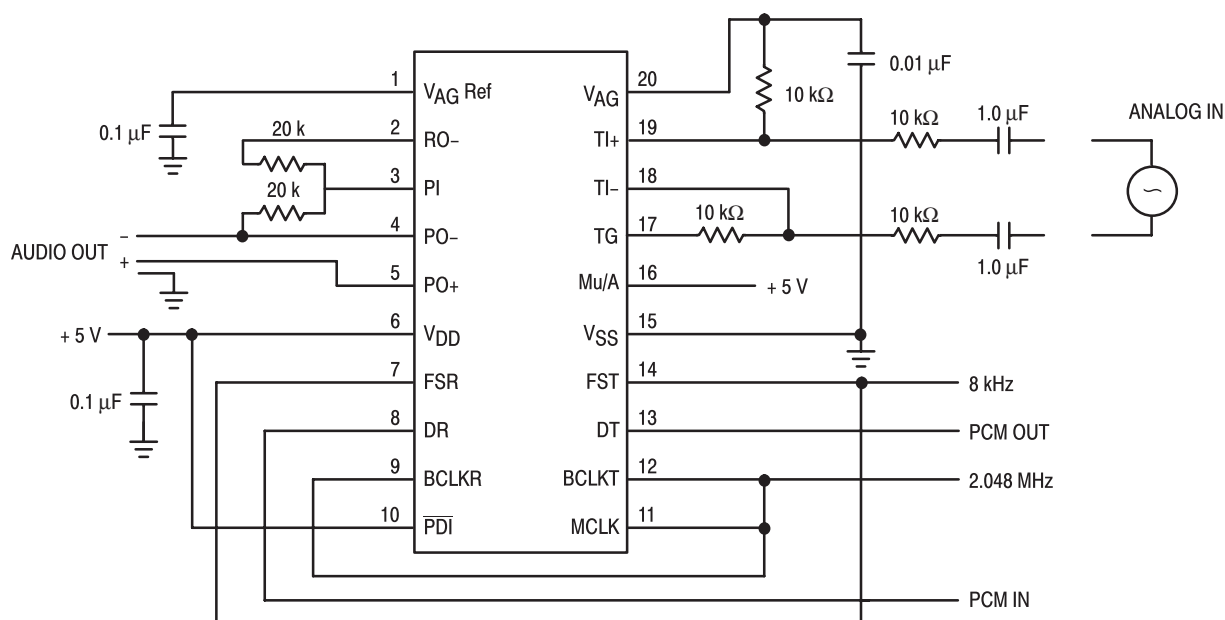 1
V_AG Ref
V_AG
20
0.01 µF
0.1 µF
10 kΩ
10 kΩ
1.0 µF
ANALOG IN
2
20 k
RO–
TI+
19
3
20 k
PI
TI–
18
10 kΩ
10 kΩ
4
PO–
TG
17
AUDIO OUT
–
+
1.0 µF
5
PO+
Mu/A
16
+ 5 V
+ 5 V
6
V_DD
V_SS
15
7
FSR
FST
14
8 kHz
0.1 µF
8
DR
DT
13
PCM OUT
9
BCLKR
BCLKT
12
2.048 MHz
10
PDI
MCLK
11
PCM IN